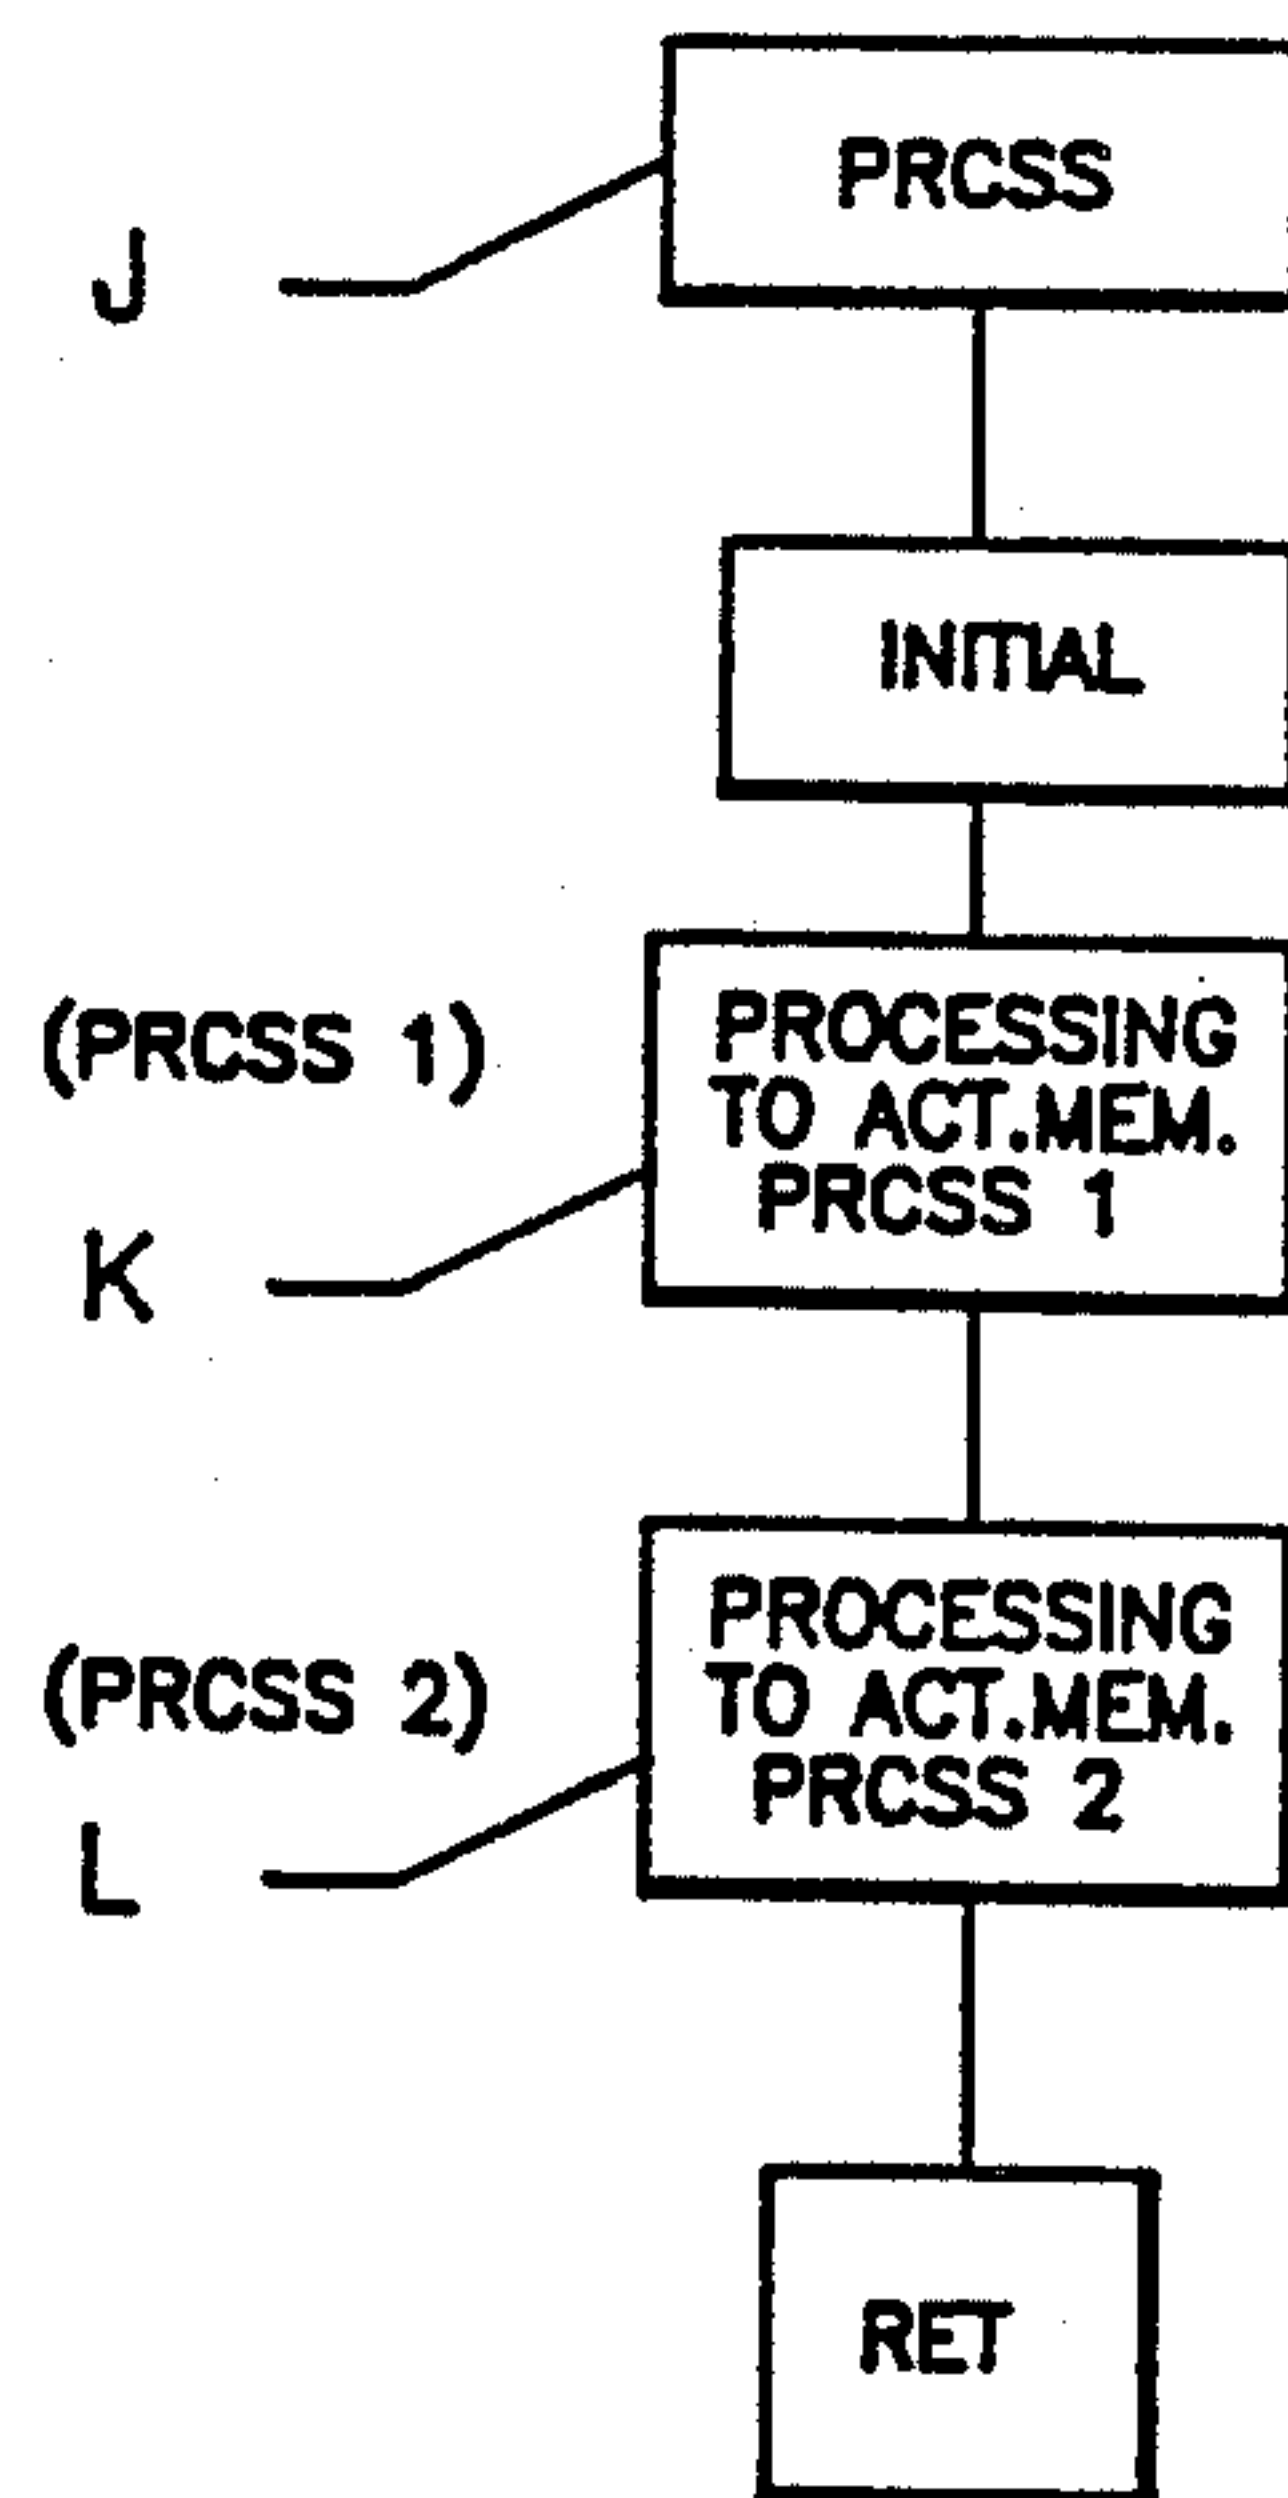 PRCSS
J
INITIAL
(PRCSS 1)
PROCESSING
TO ACT.MEM.
PRCSS 1
K
(PRCSS 2)
PROCESSING
TO ACT.MEM.
PRCSS 2
L
RET